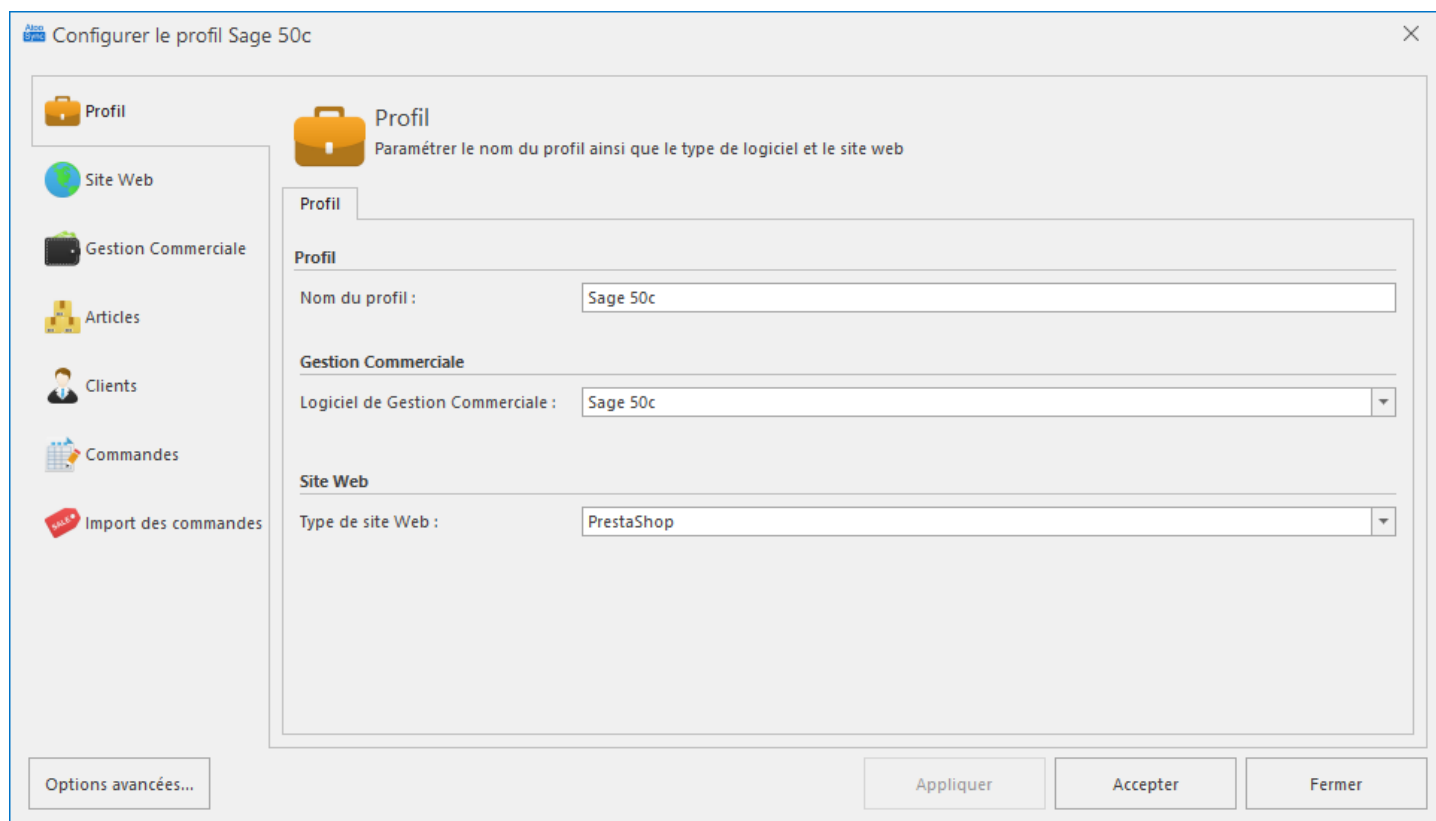 Aton
Sync
Configurer le profil Sage 50c
Profil
Site Web
Gestion Commerciale
Articles
Clients
Commandes
SALE
Import des commandes
Profil
Paramétrer le nom du profil ainsi que le type de logiciel et le site web
Profil
Profil
Nom du profil : Sage 50c
Gestion Commerciale
Logiciel de Gestion Commerciale : Sage 50c
Site Web
Type de site Web : PrestaShop
Options avancées... Appliquer Accepter Fermer